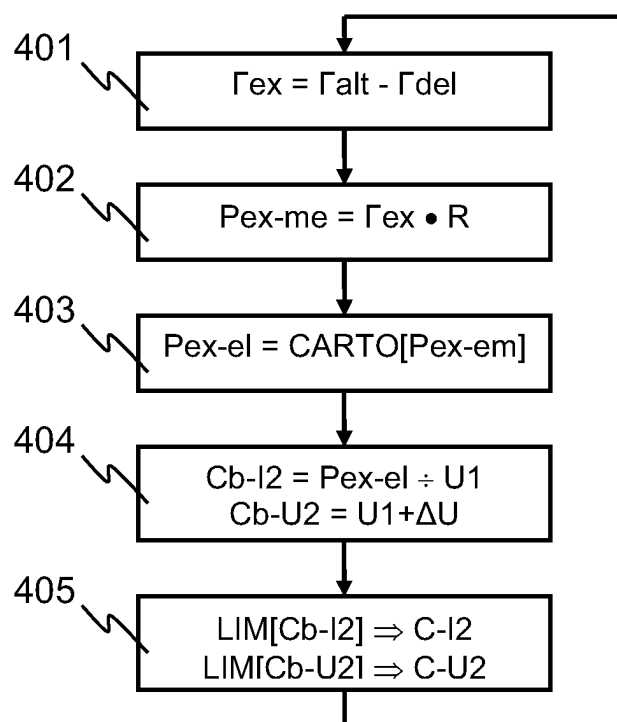 401
Γex = Γalt - Γdel
402
Pex-me = Γex • R
403
Pex-el = CARTO[Pex-em]
404
Cb-I2 = Pex-el ÷ U1
Cb-U2 = U1+ΔU
405
LIM[Cb-I2] ⇒ C-I2
LIM[Cb-U2] ⇒ C-U2